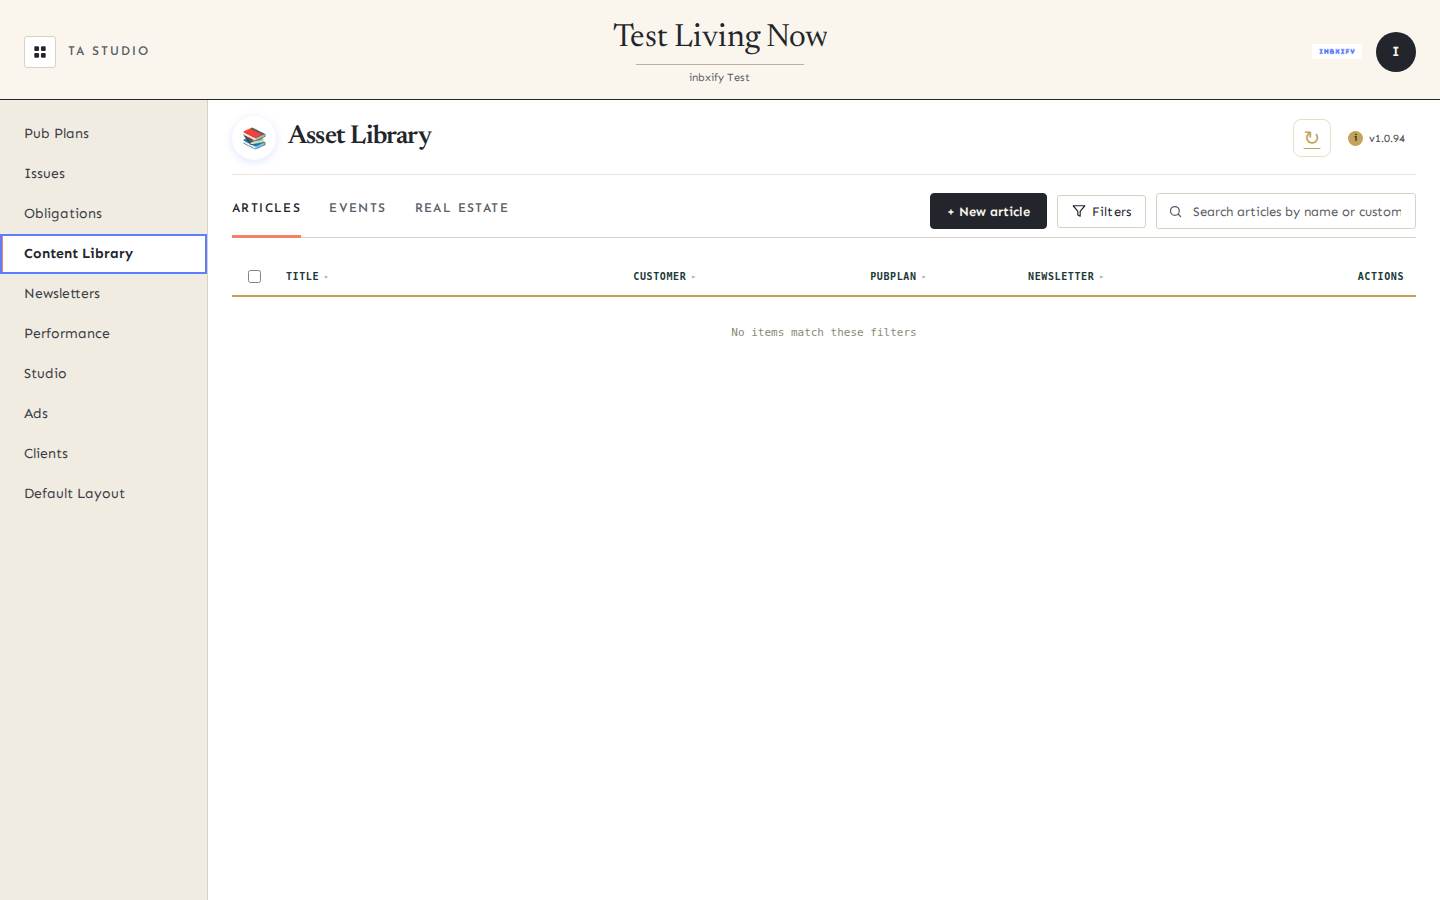 TA STUDIO
Test Living Now
inbxify Test
INBXIFY
I
Pub Plans
Issues
Obligations
Content Library
Newsletters
Performance
Studio
Ads
Clients
Default Layout
Asset Library
↻
i v1.0.94
ARTICLES EVENTS REAL ESTATE
+ New article
Filters
Search articles by name or custom
TITLE CUSTOMER PUBPLAN NEWSLETTER ACTIONS
No items match these filters